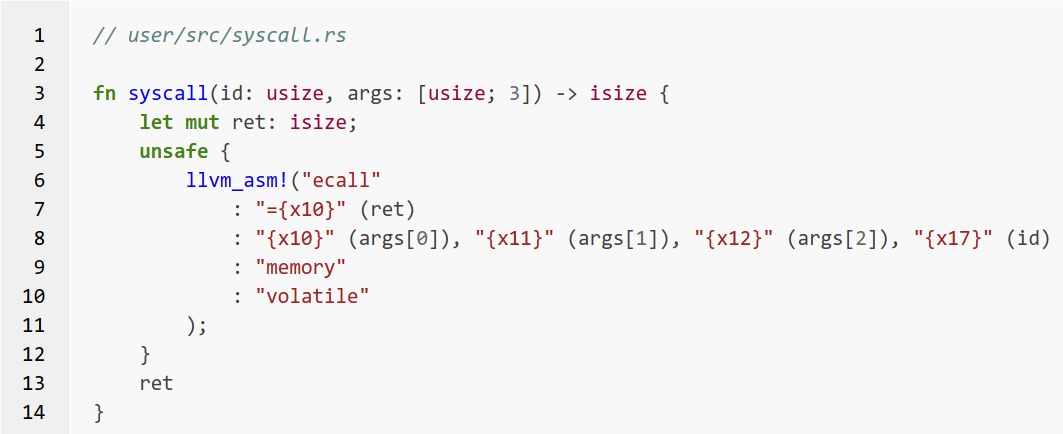 1 // user/src/syscall.rs
2
3 fn syscall(id: usize, args: [usize; 3]) -> isize {
4     let mut ret: isize;
5     unsafe {
6         llvm_asm!("ecall"
7             : "={x10}" (ret)
8             : "{x10}" (args[0]), "{x11}" (args[1]), "{x12}" (args[2]), "{x17}" (id)
9             : "memory"
10             : "volatile"
11         );
12     }
13     ret
14 }